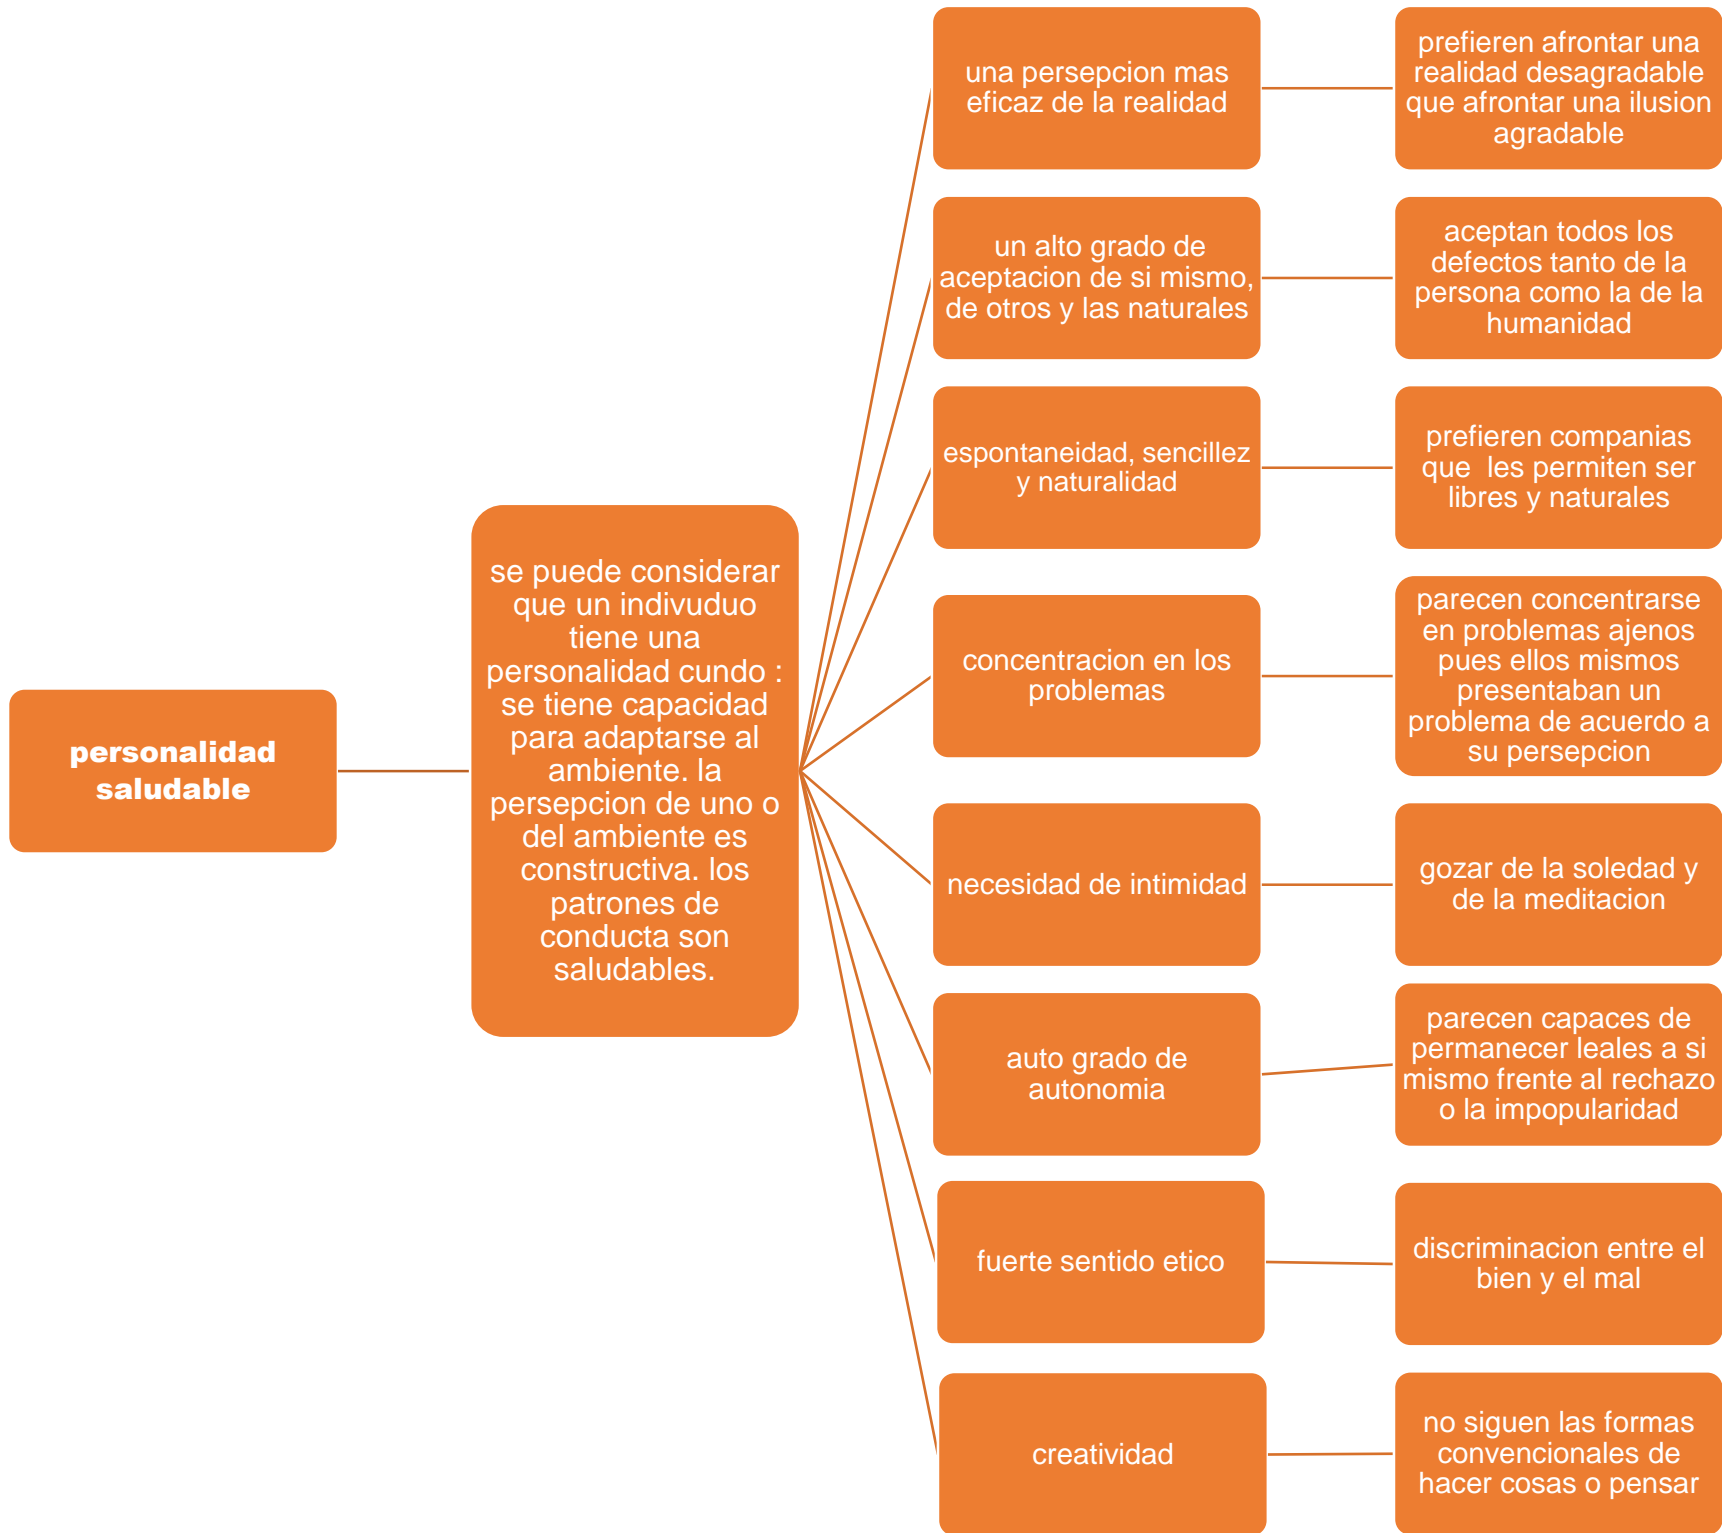 personalidad
saludable
se puede considerar
que un indivuduo
tiene una
personalidad cundo :
se tiene capacidad
para adaptarse al
ambiente. la
persepcion de uno o
del ambiente es
constructiva. los
patrones de
conducta son
saludables.
una persepcion mas
eficaz de la realidad
prefieren afrontar una
realidad desagradable
que afrontar una ilusion
agradable
un alto grado de
aceptacion de si mismo,
de otros y las naturales
aceptan todos los
defectos tanto de la
persona como la de la
humanidad
espontaneidad, sencillez
y naturalidad
prefieren companias
que les permiten ser
libres y naturales
concentracion en los
problemas
parecen concentrarse
en problemas ajenos
pues ellos mismos
presentaban un
problema de acuerdo a
su persepcion
necesidad de intimidad
gozar de la soledad y
de la meditacion
auto grado de
autonomia
parecen capaces de
permanecer leales a si
mismo frente al rechazo
o la impopularidad
fuerte sentido etico
discriminacion entre el
bien y el mal
creatividad
no siguen las formas
convencionales de
hacer cosas o pensar